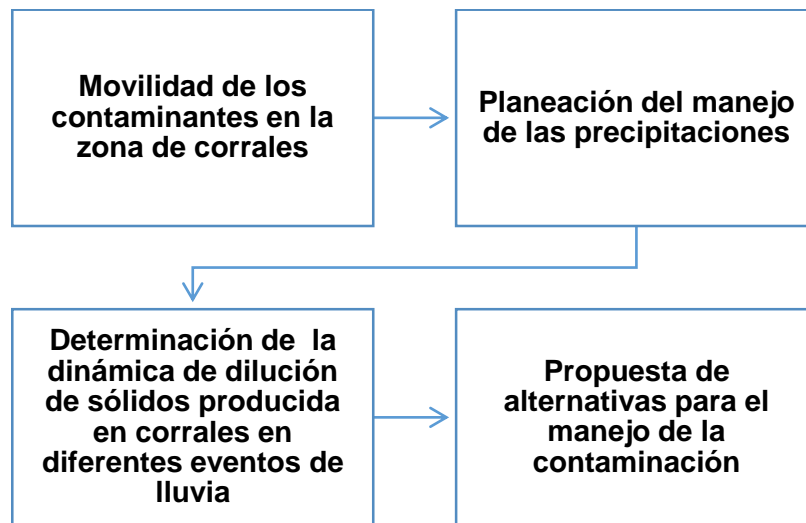 Movilidad de los
contaminantes en la
zona de corrales
Planeación del manejo
de las precipitaciones
Determinación de  la
dinámica de dilución
de sólidos producida
en corrales en
diferentes eventos de
lluvia
Propuesta de
alternativas para el
manejo de la
contaminación